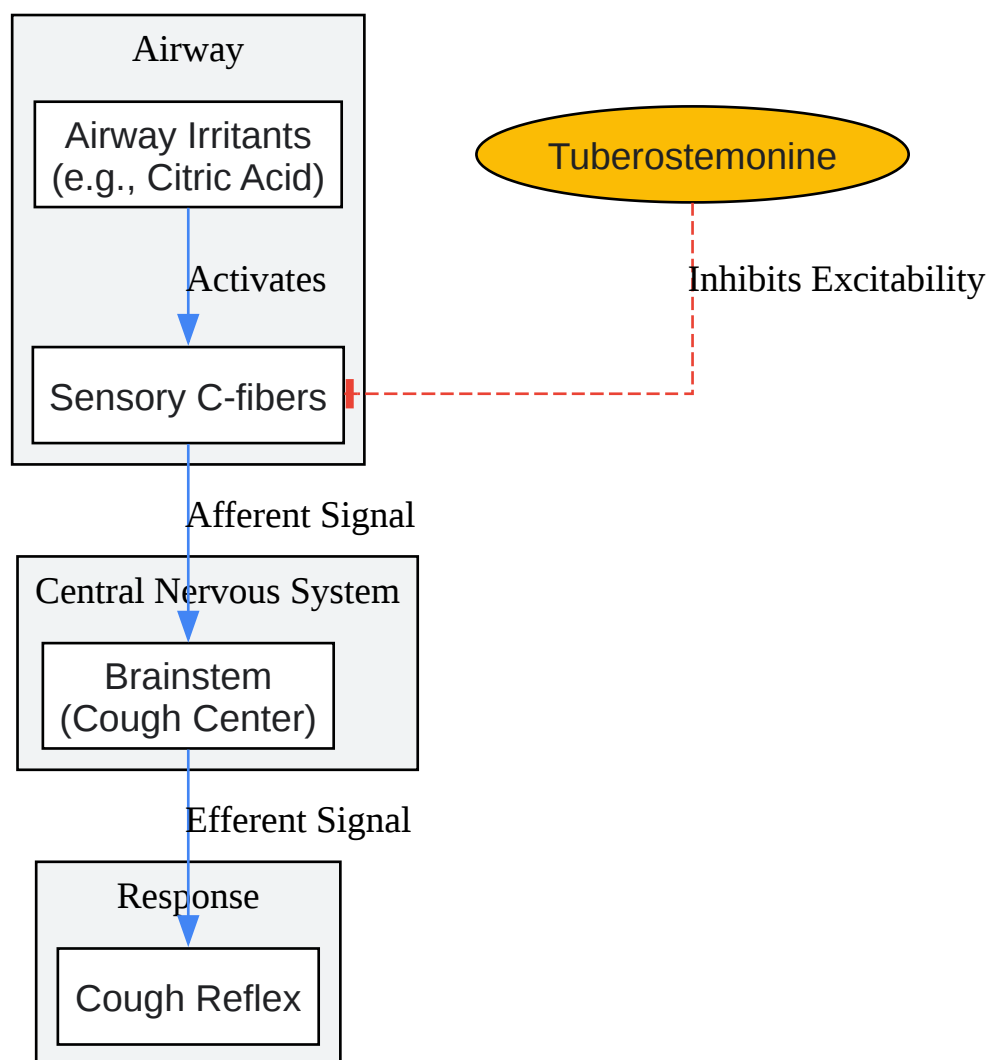 Airway
Airway Irritants
(e.g., Citric Acid)
Tuberostemonine
Activates
Inhibits Excitability
Sensory C-fibers
Afferent Signal
Central Nervous System
Brainstem
(Cough Center)
Efferent Signal
Response
Cough Reflex